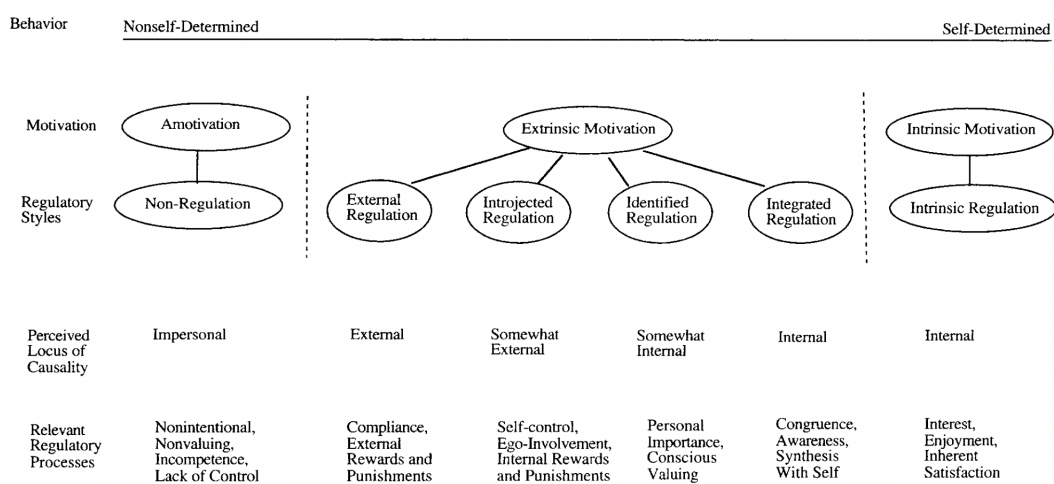 Behavior Nonself-Determined Self-Determined
Motivation Amotivation Extrinsic Motivation Intrinsic Motivation
Regulatory
Styles
Non-Regulation
External
Regulation
Introjected
Regulation
Identified
Regulation
Integrated
Regulation
Intrinsic Regulation
Perceived
Locus of
Causality
Impersonal
External
Somewhat
External
Somewhat
Internal
Internal
Internal
Relevant
Regulatory
Processes
Nonintentional,
Nonvaluing,
Incompetence,
Lack of Control
Compliance,
External
Rewards and
Punishments
Self-control,
Ego-Involvement,
Internal Rewards
and Punishments
Personal
Importance,
Conscious
Valuing
Congruence,
Awareness,
Synthesis
With Self
Interest,
Enjoyment,
Inherent
Satisfaction